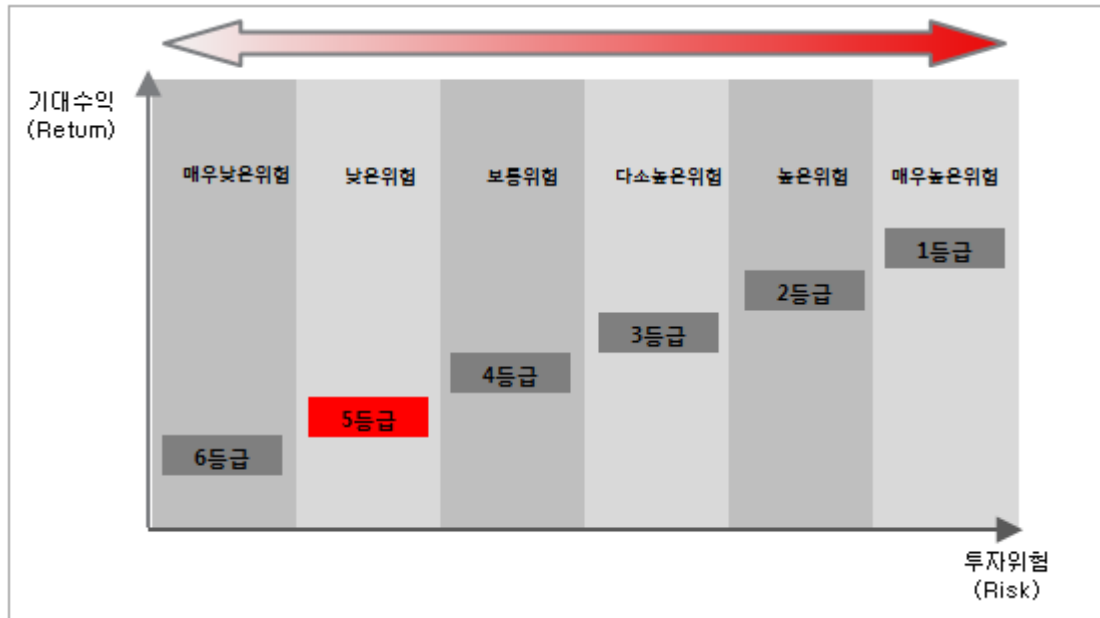 기대수익
(Return)
매우낮은위험 낮은위험 보통위험 다소높은위험 높은위험 매우높은위험
1등급
2등급
3등급
4등급
5등급
6등급
투자위험
(Risk)